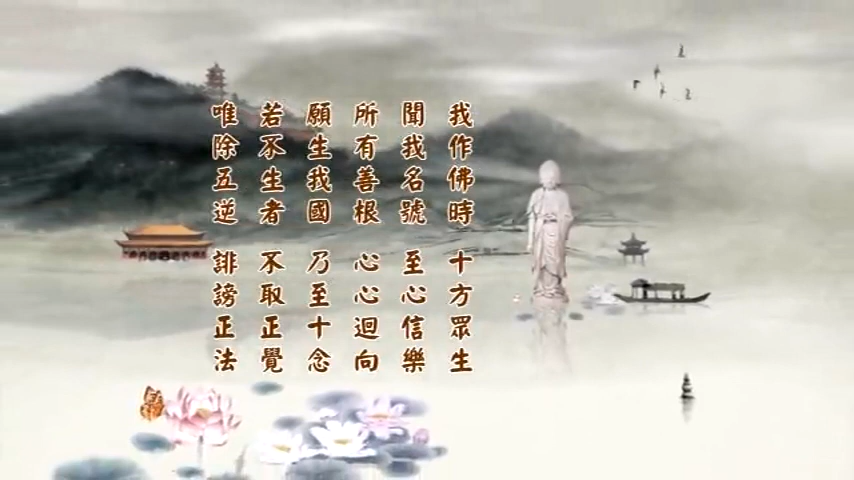 我作佛時 十方眾生
聞我名號 至心信樂
所有善根 心心迴向
願生我國 乃至十念
若不生者 不取正覺
唯除五逆 誹謗正法